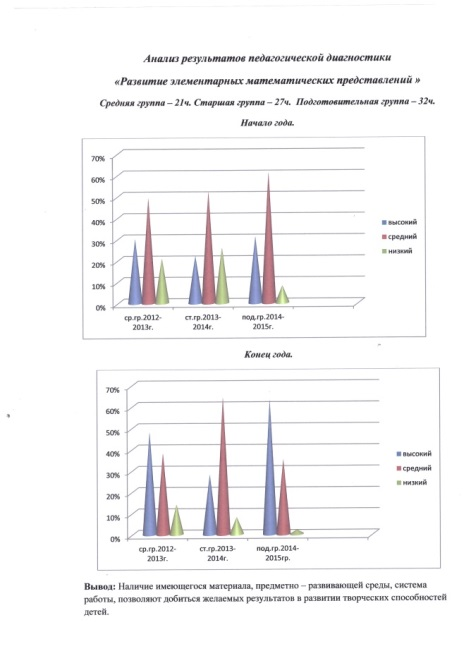 Анализ результатов педагогической диагностики
«Развитие элементарных математических представлений »
Средняя группа – 21ч. Старшая группа – 27ч. Подготовительная группа – 32ч.
Начало года.
70%
60%
50%
40%
30%
20%
10%
0%
высокий
средний
низкий
ср.гр.2012-
2013г.
ст.гр.2013-
2014г.
под.гр.2014-
2015г.
Конец года.
70%
60%
50%
40%
30%
20%
10%
0%
высокий
средний
низкий
ср.гр.2012-
2013г.
ст.гр.2013-
2014г.
под.гр.2014-
2015гр.
Вывод: Наличие имеющегося материала, предметно – развивающей среды, система
работы, позволяют добиться желаемых результатов в развитии творческих способностей
детей.